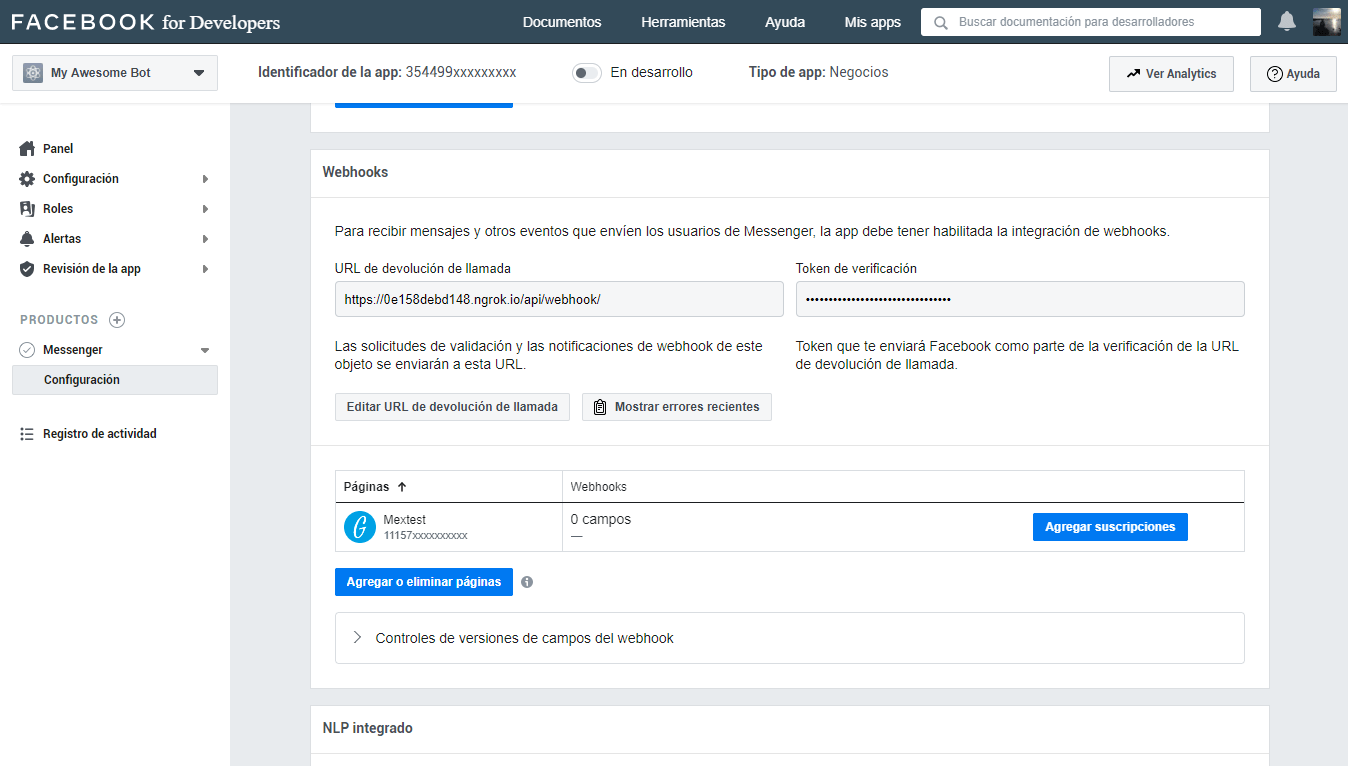 FACEBOOK for Developers
Documentos
Herramientas
Ayuda
Mis apps
Buscar documentación para desarrolladores
My Awesome Bot
Identificador de la app: 354499xxxxxxxxx
En desarrollo
Tipo de app: Negocios
Ver Analytics
Ayuda
Panel
Configuración
Roles
Alertas
Revisión de la app
PRODUCTOS
Messenger
Configuración
Registro de actividad
Webhooks
Para recibir mensajes y otros eventos que envíen los usuarios de Messenger, la app debe tener habilitada la integración de webhooks.
URL de devolución de llamada
Token de verificación
https://0e158debd148.ngrok.io/api/webhook/
••••••••••••••••••••••••••••••••
Las solicitudes de validación y las notificaciones de webhook de este
objeto se enviarán a esta URL.
Token que te enviará Facebook como parte de la verificación de la URL
de devolución de llamada.
Editar URL de devolución de llamada
Mostrar errores recientes
Páginas
Webhooks
G
Mextest
11157xxxxxxxxxx
0 campos
—
Agregar suscripciones
Agregar o eliminar páginas
Controles de versiones de campos del webhook
NLP integrado